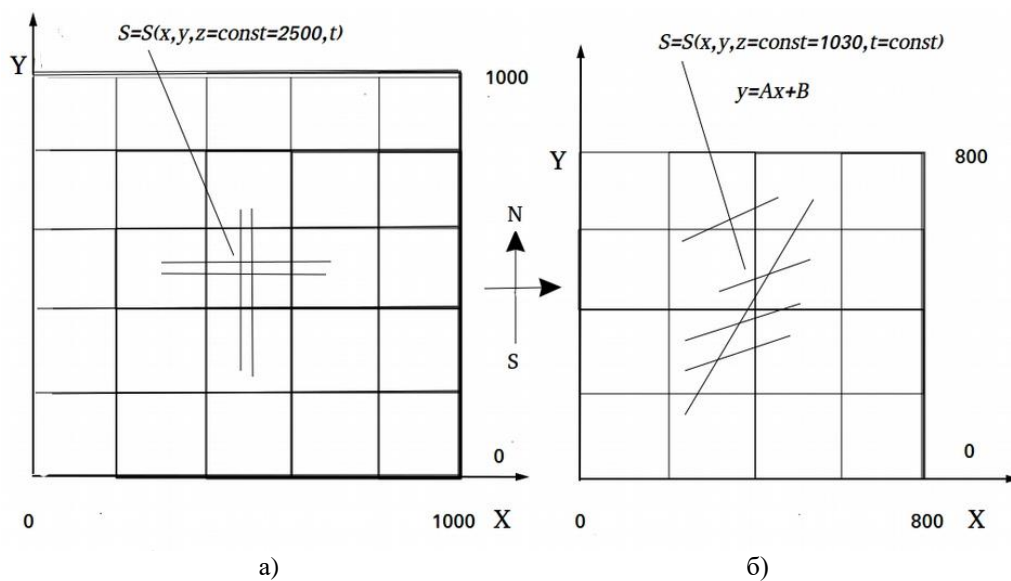 S=S(x,y,z=const=2500,t)
Y
1000
0
0
1000 X
а)
N
S
S=S(x,y,z=const=1030,t=const)
y=Ax+B
Y
800
0
0
800 X
б)